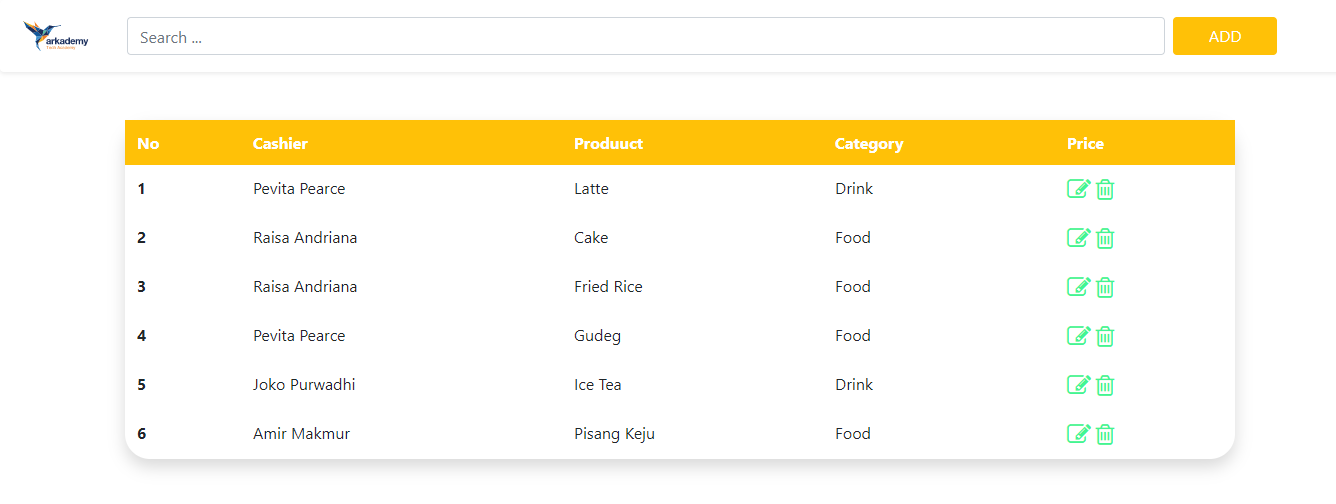 arkademy
Tech Academy
Search ...
ADD
No Cashier Produuct Category Price
1 Pevita Pearce Latte Drink
2 Raisa Andriana Cake Food
3 Raisa Andriana Fried Rice Food
4 Pevita Pearce Gudeg Food
5 Joko Purwadhi Ice Tea Drink
6 Amir Makmur Pisang Keju Food